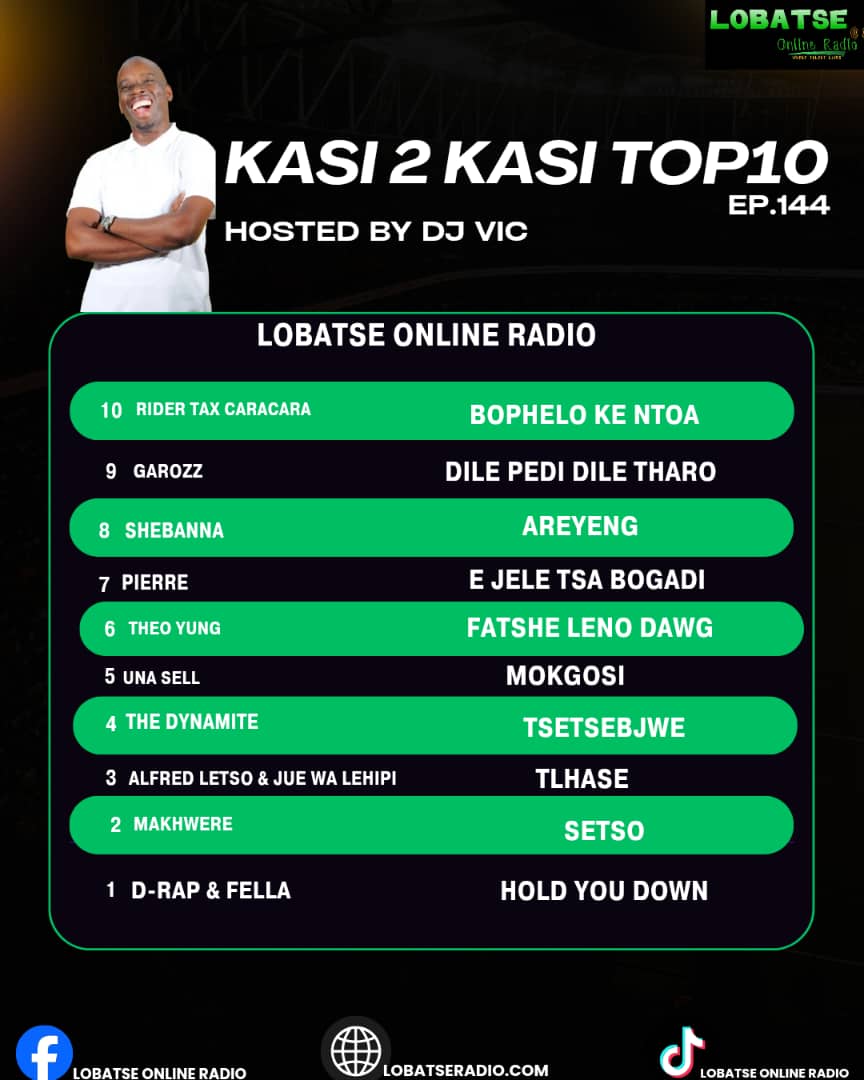 LOBATSE
Online Radio
KASI 2 KASI TOP10
EP.144
HOSTED BY DJ VIC
LOBATSE ONLINE RADIO
10 RIDER TAX CARACARA BOPHELO KE NTOA
9 GAROZZ DILE PEDI DILE THARO
8 SHEBANNA AREYENG
7 PIERRE E JELE TSA BOGADI
6 THEO YUNG FATSHE LENO DAWG
5 UNA SELL MOKGOSI
4 THE DYNAMITE TSETSEBJWE
3 ALFRED LETSO & JUE WA LEHIPI TLHASE
2 MAKHWERE SETSO
1 D-RAP & FELLA HOLD YOU DOWN
LOBATSE ONLINE RADIO
LOBATSERADIO.COM
LOBATSE ONLINE RADIO